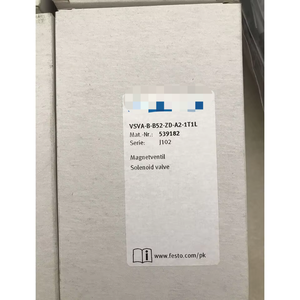 VSVA-B-B52-ZD-A2-1T1L
Mat.-Nr.: 539182
Serie: J102
Magnetventil
Solenoid valve
www.festo.com/pk